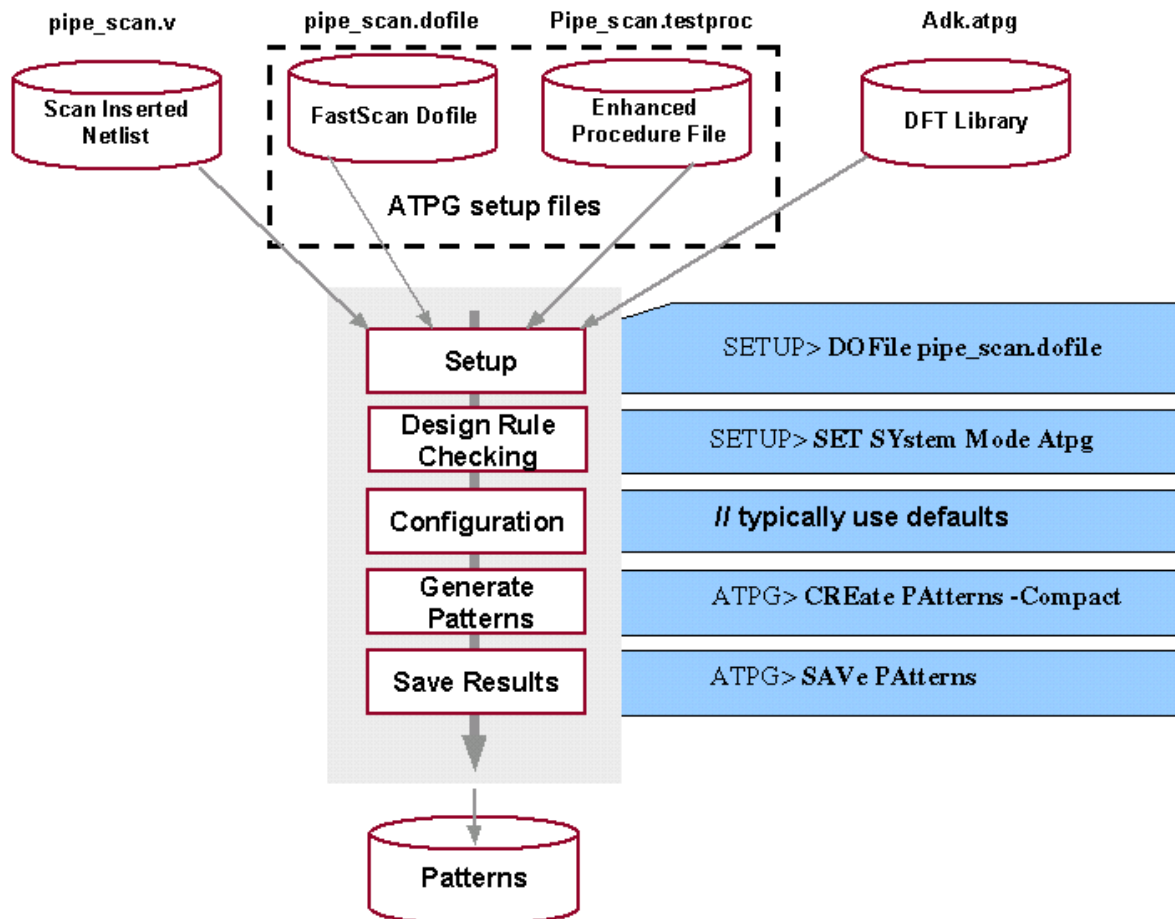 pipe_scan.v
pipe_scan.dofile
Pipe_scan.testproc
Adk.atpg
Scan Inserted
Netlist
FastScan Dofile
Enhanced
Procedure File
DFT Library
ATPG setup files
Setup
SETUP> DOFile pipe_scan.dofile
Design Rule
Checking
SETUP> SET SYstem Mode Atpg
Configuration
// typically use defaults
Generate
Patterns
ATPG> CREate PAtterns -Compact
Save Results
ATPG> SAVe PAtterns
Patterns